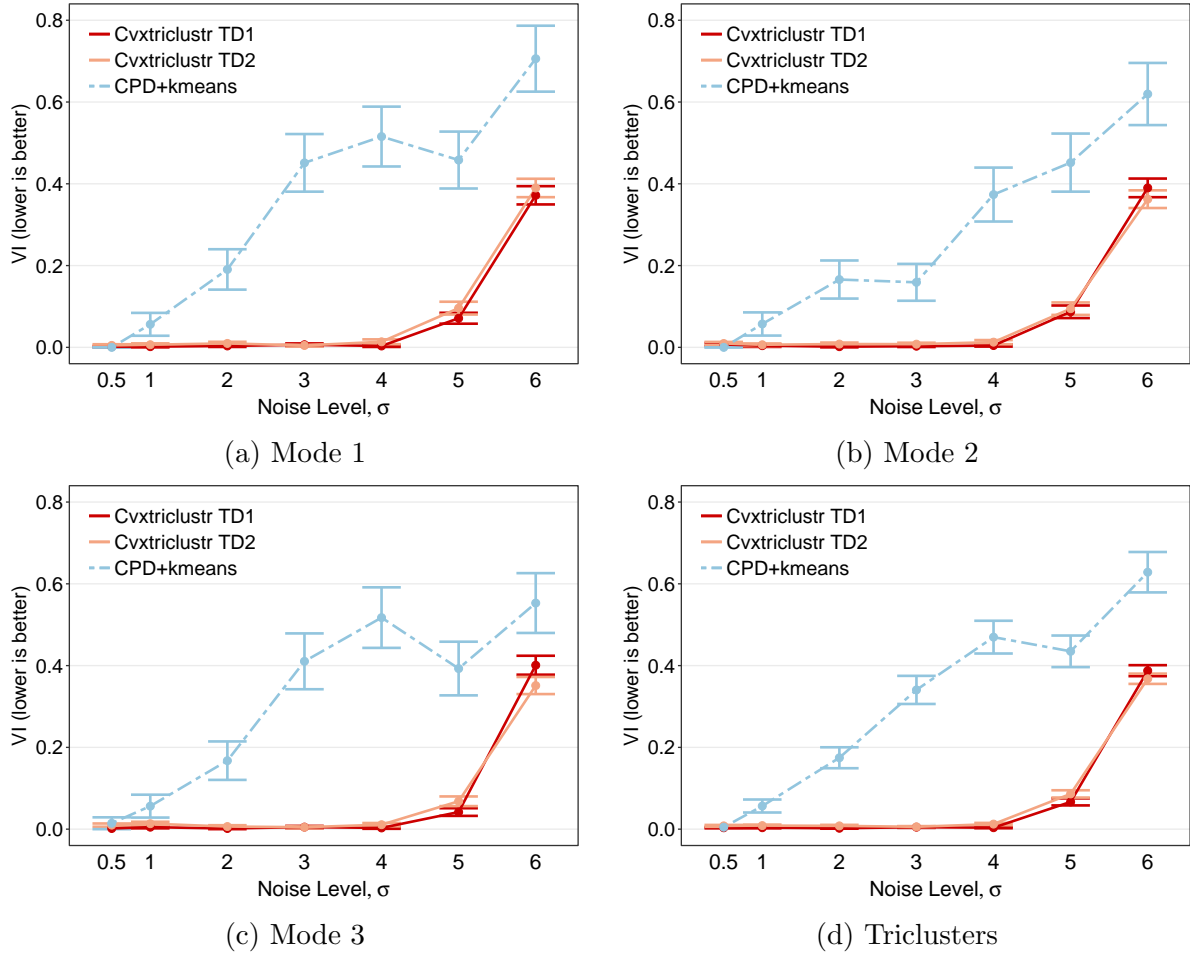 Cvxtriclustr TD1
Cvxtriclustr TD2
CPD+kmeans
VI (lower is better)
0.8
0.6
0.4
0.2
0.0
0.5 1 2 3 4 5 6
Noise Level, σ
(a) Mode 1
Cvxtriclustr TD1
Cvxtriclustr TD2
CPD+kmeans
VI (lower is better)
0.8
0.6
0.4
0.2
0.0
0.5 1 2 3 4 5 6
Noise Level, σ
(b) Mode 2
Cvxtriclustr TD1
Cvxtriclustr TD2
CPD+kmeans
VI (lower is better)
0.8
0.6
0.4
0.2
0.0
0.5 1 2 3 4 5 6
Noise Level, σ
(c) Mode 3
Cvxtriclustr TD1
Cvxtriclustr TD2
CPD+kmeans
VI (lower is better)
0.8
0.6
0.4
0.2
0.0
0.5 1 2 3 4 5 6
Noise Level, σ
(d) Triclusters